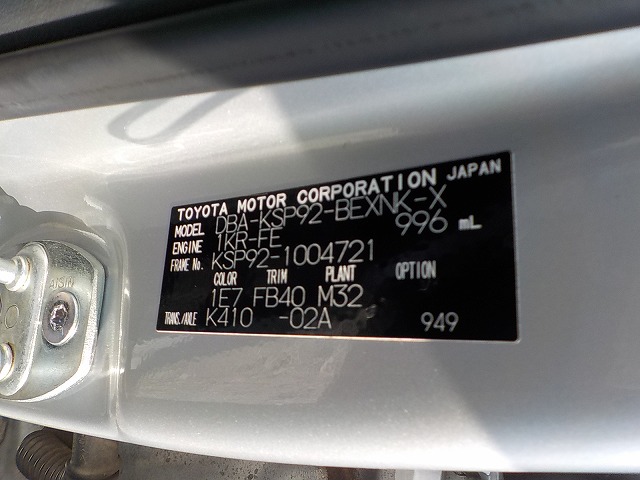 TOYOTA MOTOR CORPORATION JAPAN
MODEL DBA-KSP92-BEXNK-X
ENGINE 1KR-FE 996 mL
FRAME No. KSP92-1004721
COLOR TRIM PLANT OPTION
1E7 FB40 M32
TRANS./AXLE K410 -02A 949
AISIN